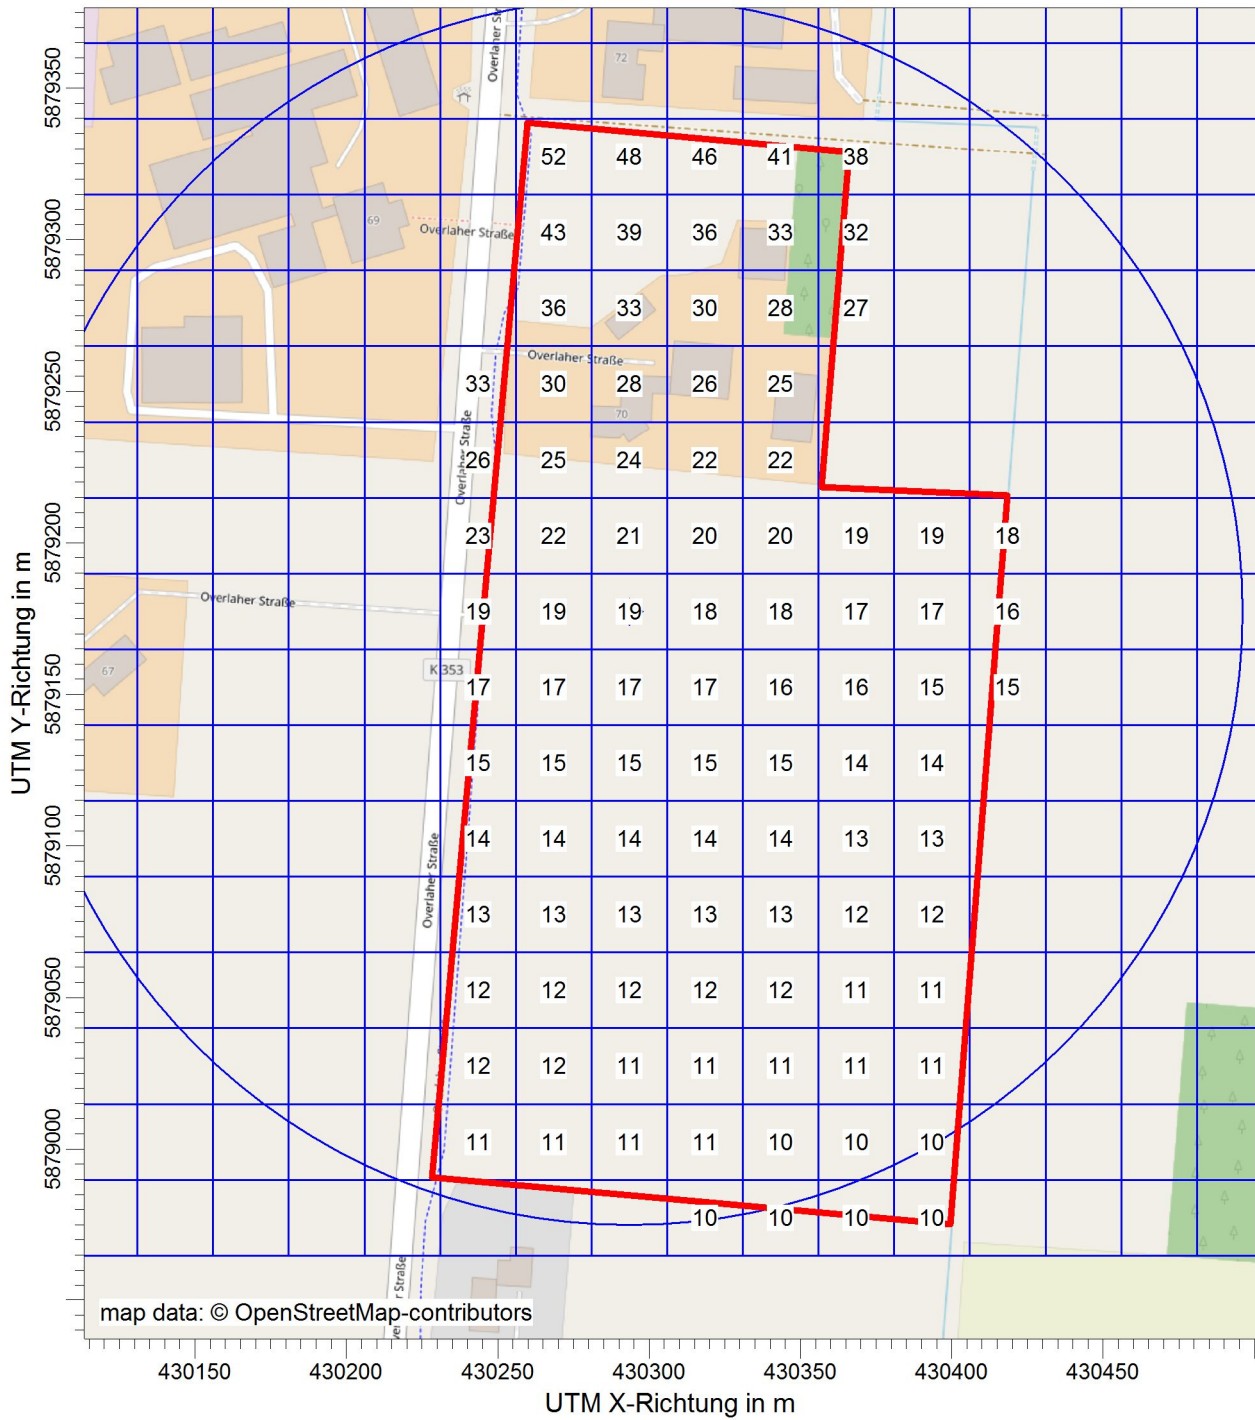 Overlaher Str
72
5879350
52 48 46 41 38
69
Overlaher Straße
43 39 36 33 32
5879300
36 33 30 28 27
Overlaher Straße
33 30 28 26 25
5879250
70
Overlaher Straße
26 25 24 22 22
23 22 21 20 20 19 19 18
5879200
Overlaher Straße
19 19 19 18 18 17 17 16
67
K 353
17 17 17 17 16 16 15 15
5879150
UTM Y-Richtung in m
15 15 15 15 15 14 14
14 14 14 14 14 13 13
5879100
Overlaher Straße
13 13 13 13 13 12 12
12 12 12 12 12 11 11
5879050
12 12 11 11 11 11 11
11 11 11 11 10 10 10
5879000
10 10 10 10
ver
r Straße
map data: © OpenStreetMap-contributors
430150 430200 430250 430300 430350 430400 430450
UTM X-Richtung in m